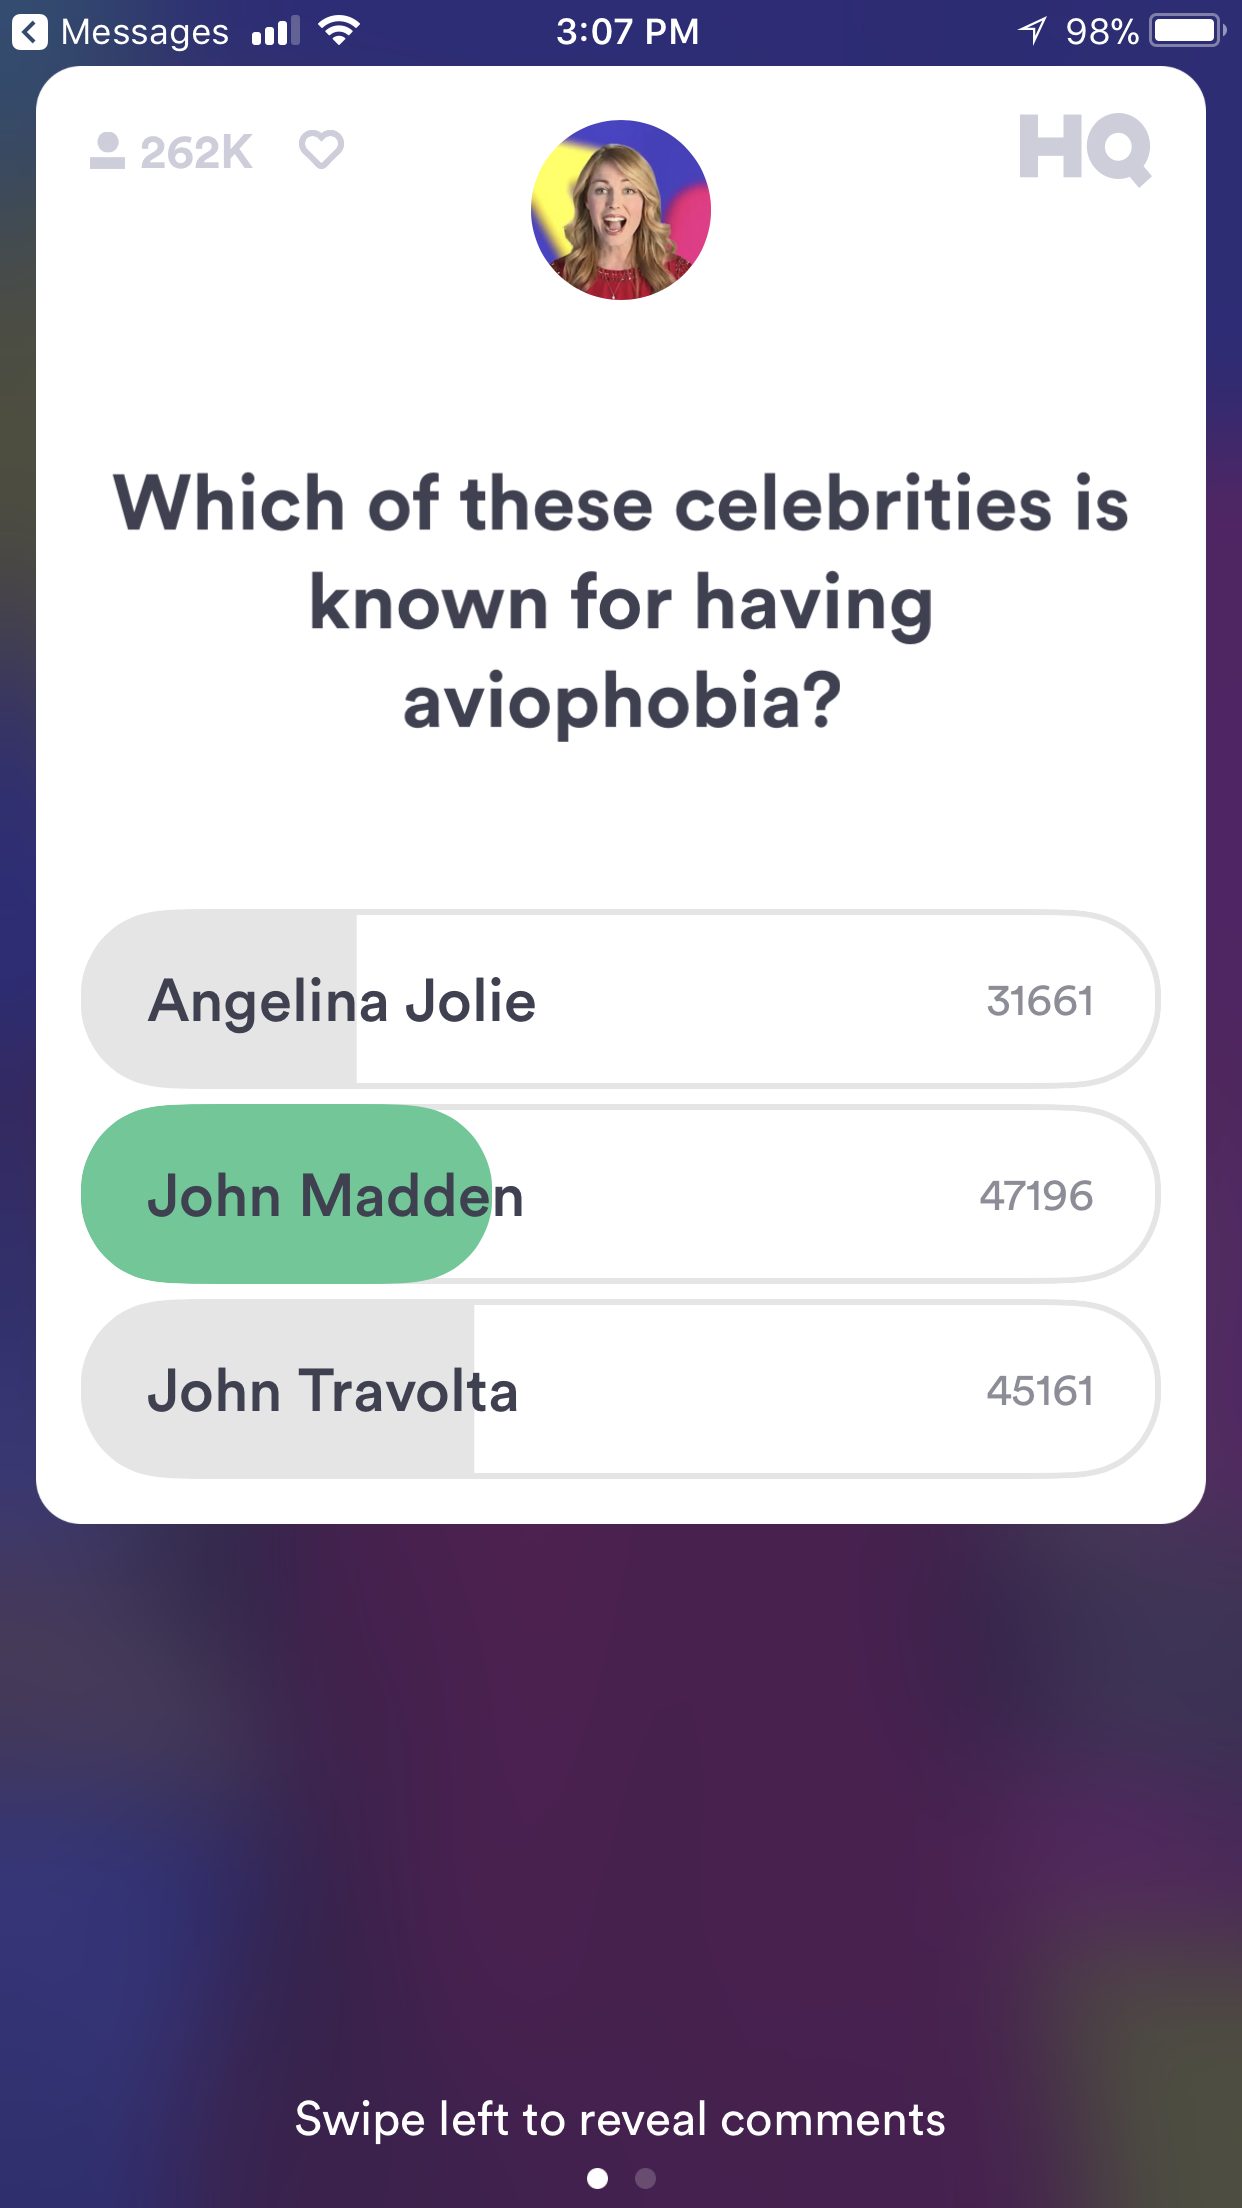 Messages 3:07 PM 98%
262K HQ
Which of these celebrities is
known for having
aviophobia?
Angelina Jolie 31661
John Madden 47196
John Travolta 45161
Swipe left to reveal comments